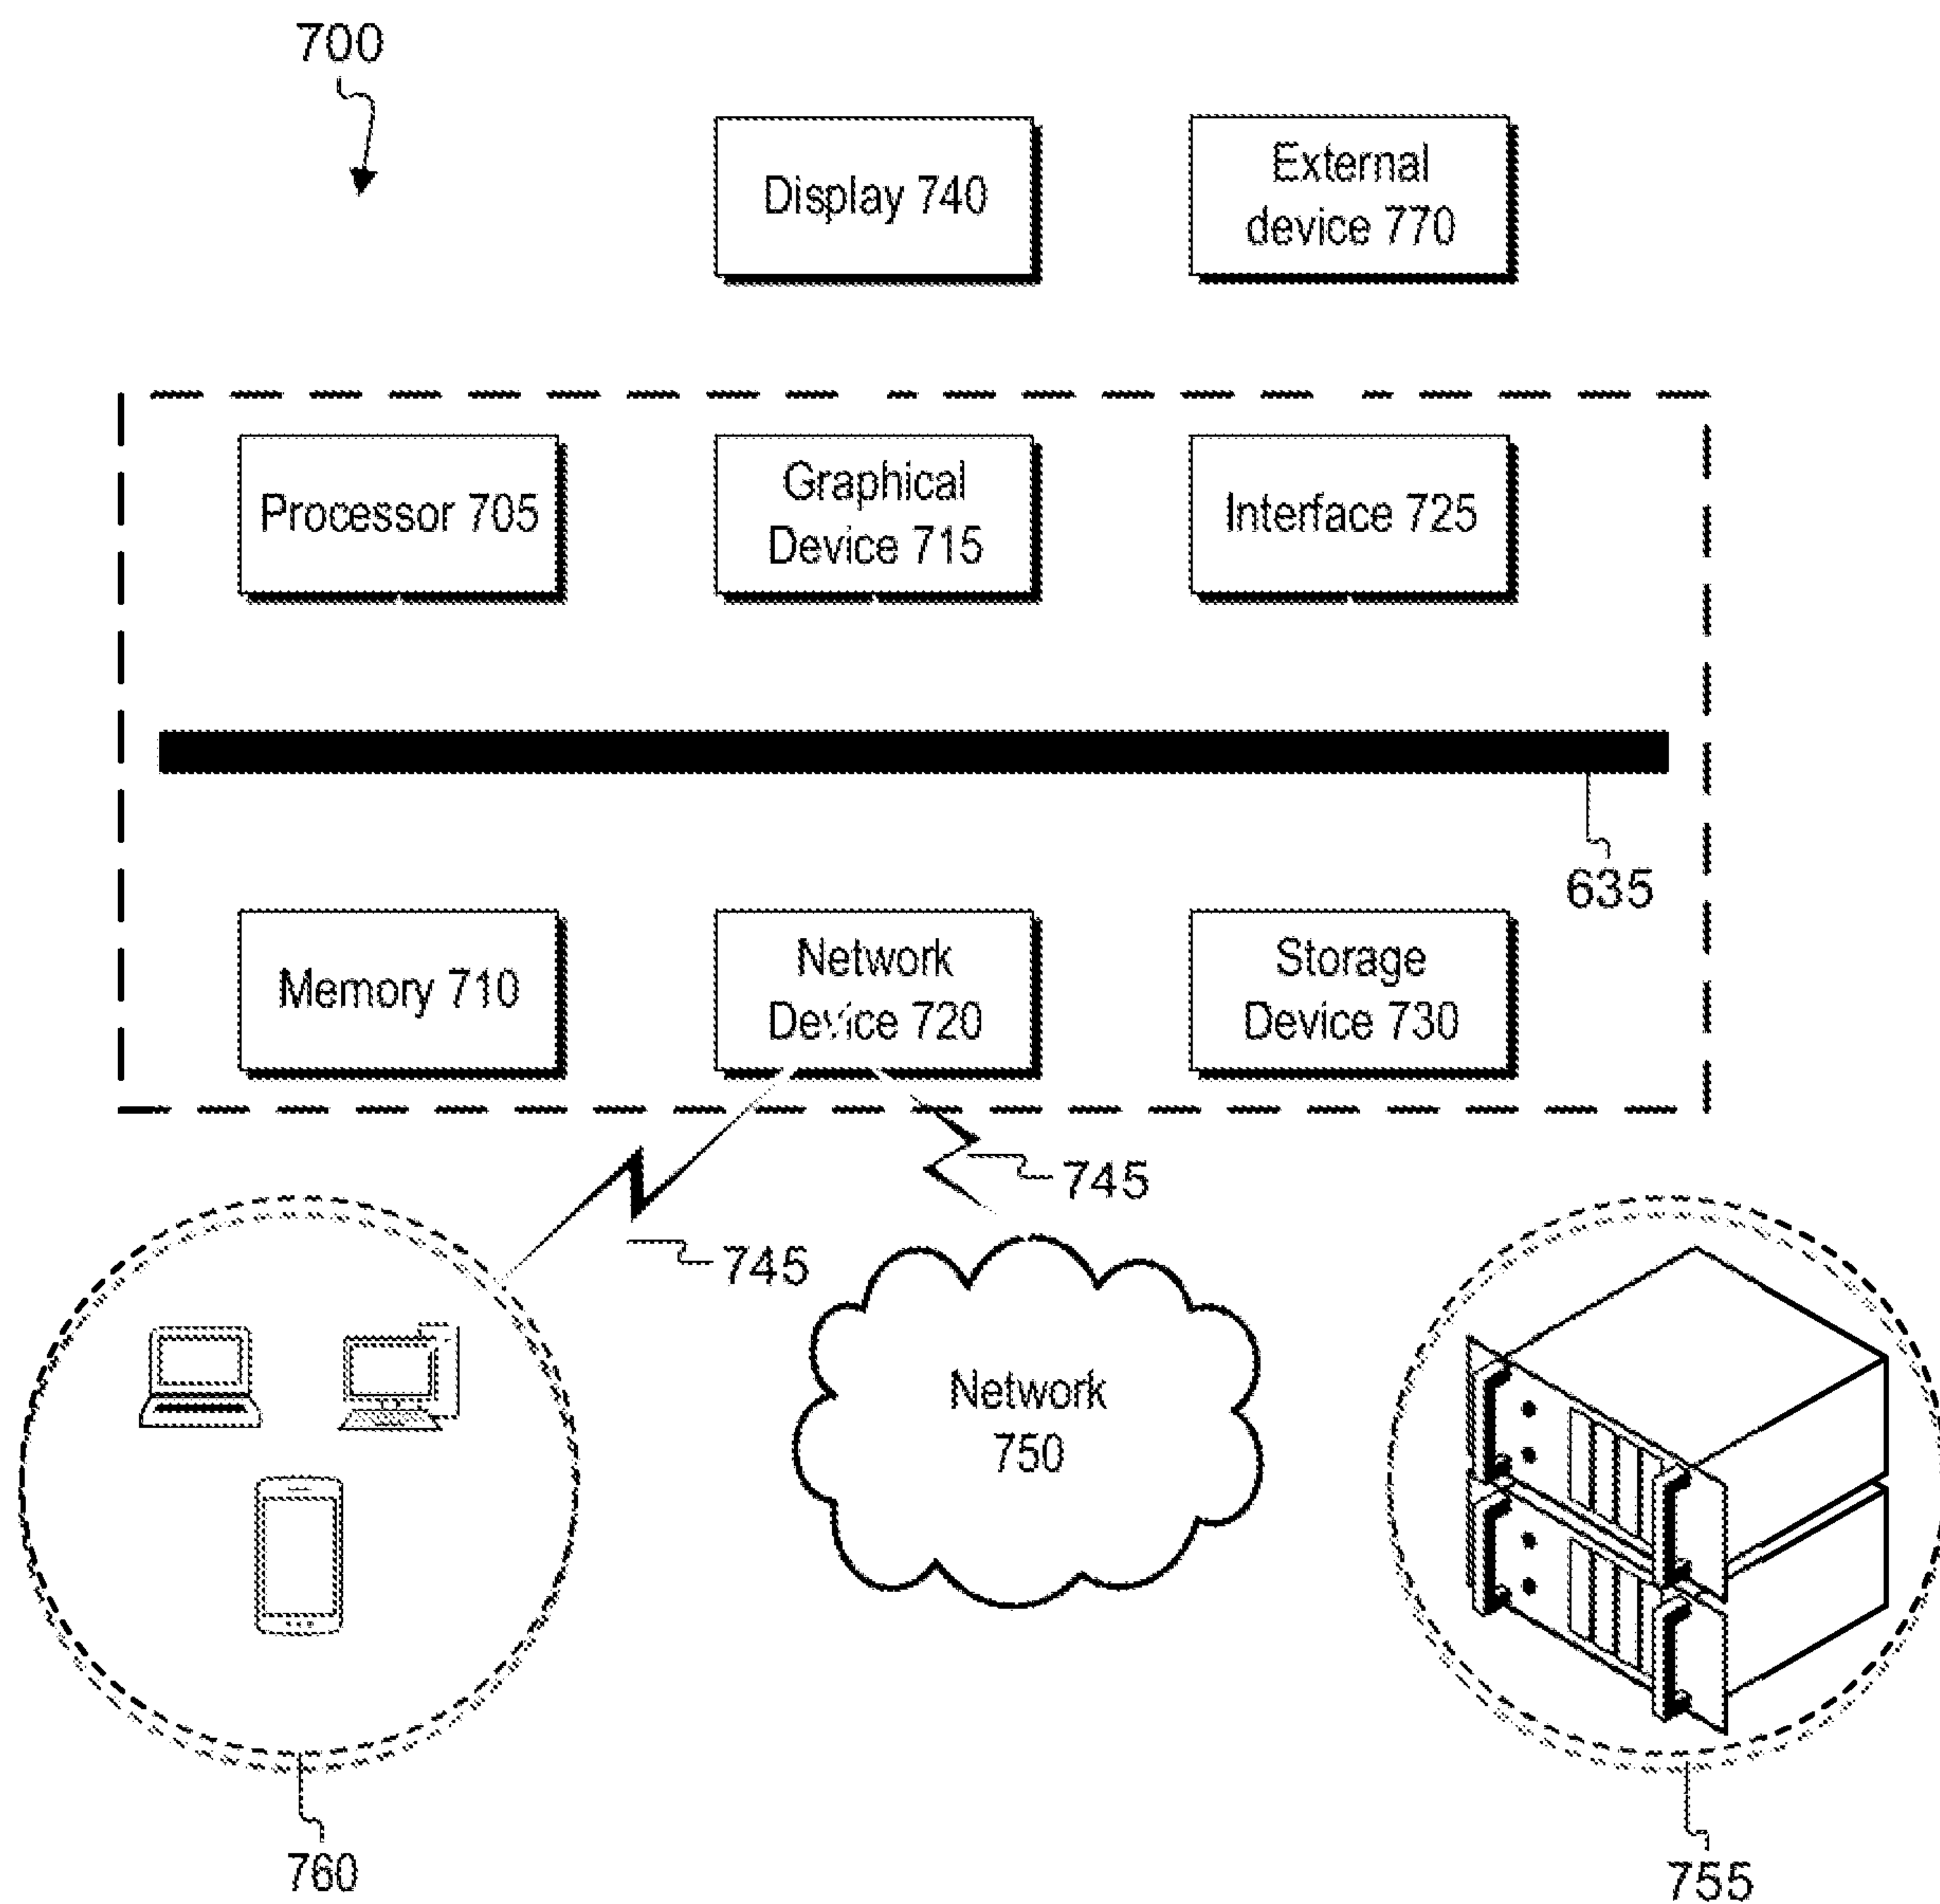 700
Display 740
External
device 770
Processor 705
Graphical
Device 715
Interface 725
635
Memory 710
Network
Device 720
Storage
Device 730
745
745
Network
750
760
755